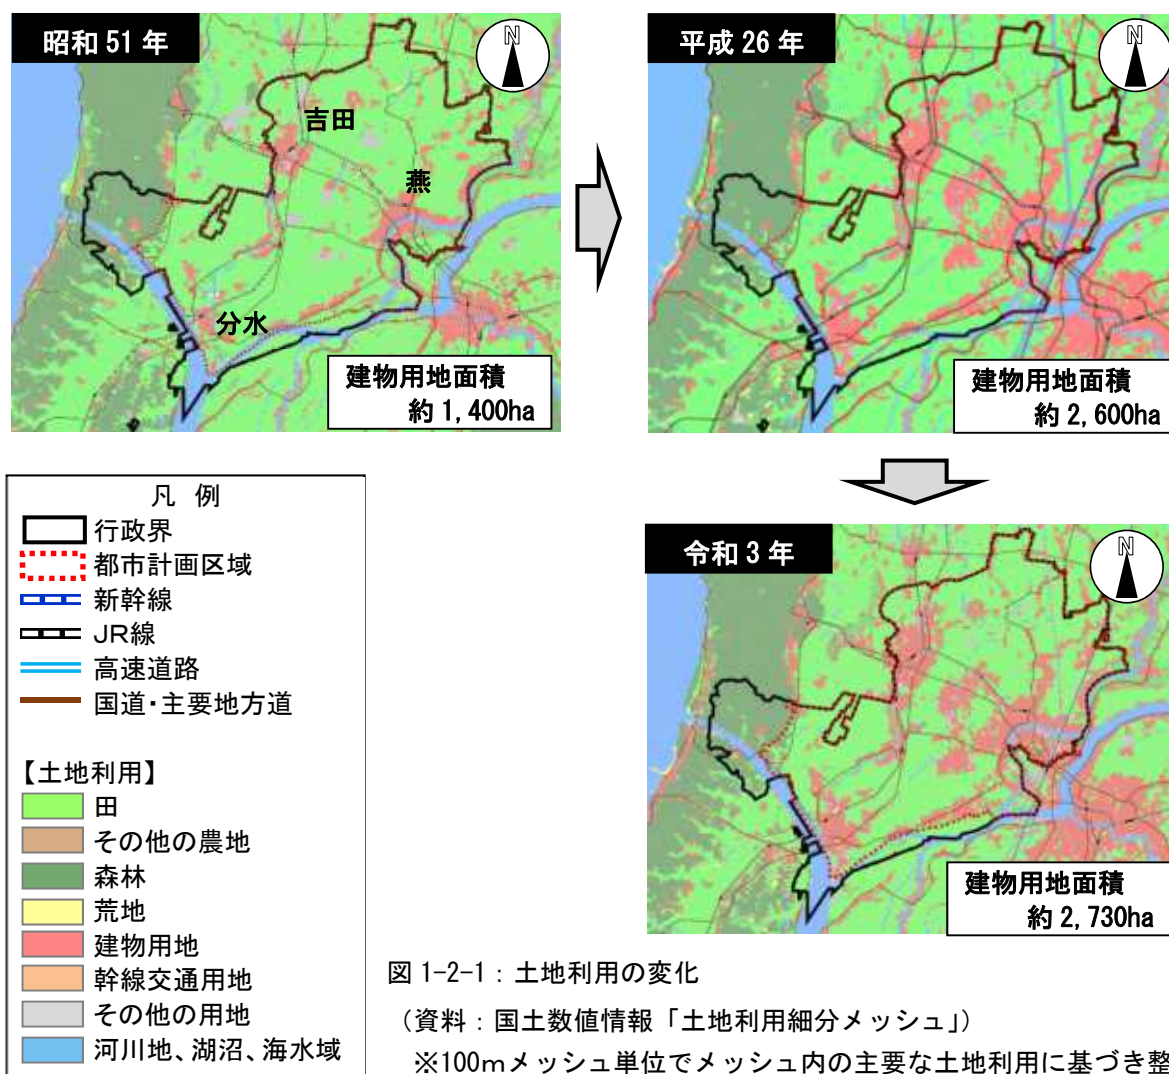 昭和 51 年
N
吉田
燕
分水
建物用地面積
約 1,400ha
平成 26 年
N
建物用地面積
約 2,600ha
令和 3 年
N
建物用地面積
約 2,730ha
凡 例
行政界
都市計画区域
新幹線
JR線
高速道路
国道・主要地方道
【土地利用】
田
その他の農地
森林
荒地
建物用地
幹線交通用地
その他の用地
河川地、湖沼、海水域
図 1-2-1：土地利用の変化
（資料：国土数値情報「土地利用細分メッシュ」）
※100mメッシュ単位でメッシュ内の主要な土地利用に基づき整